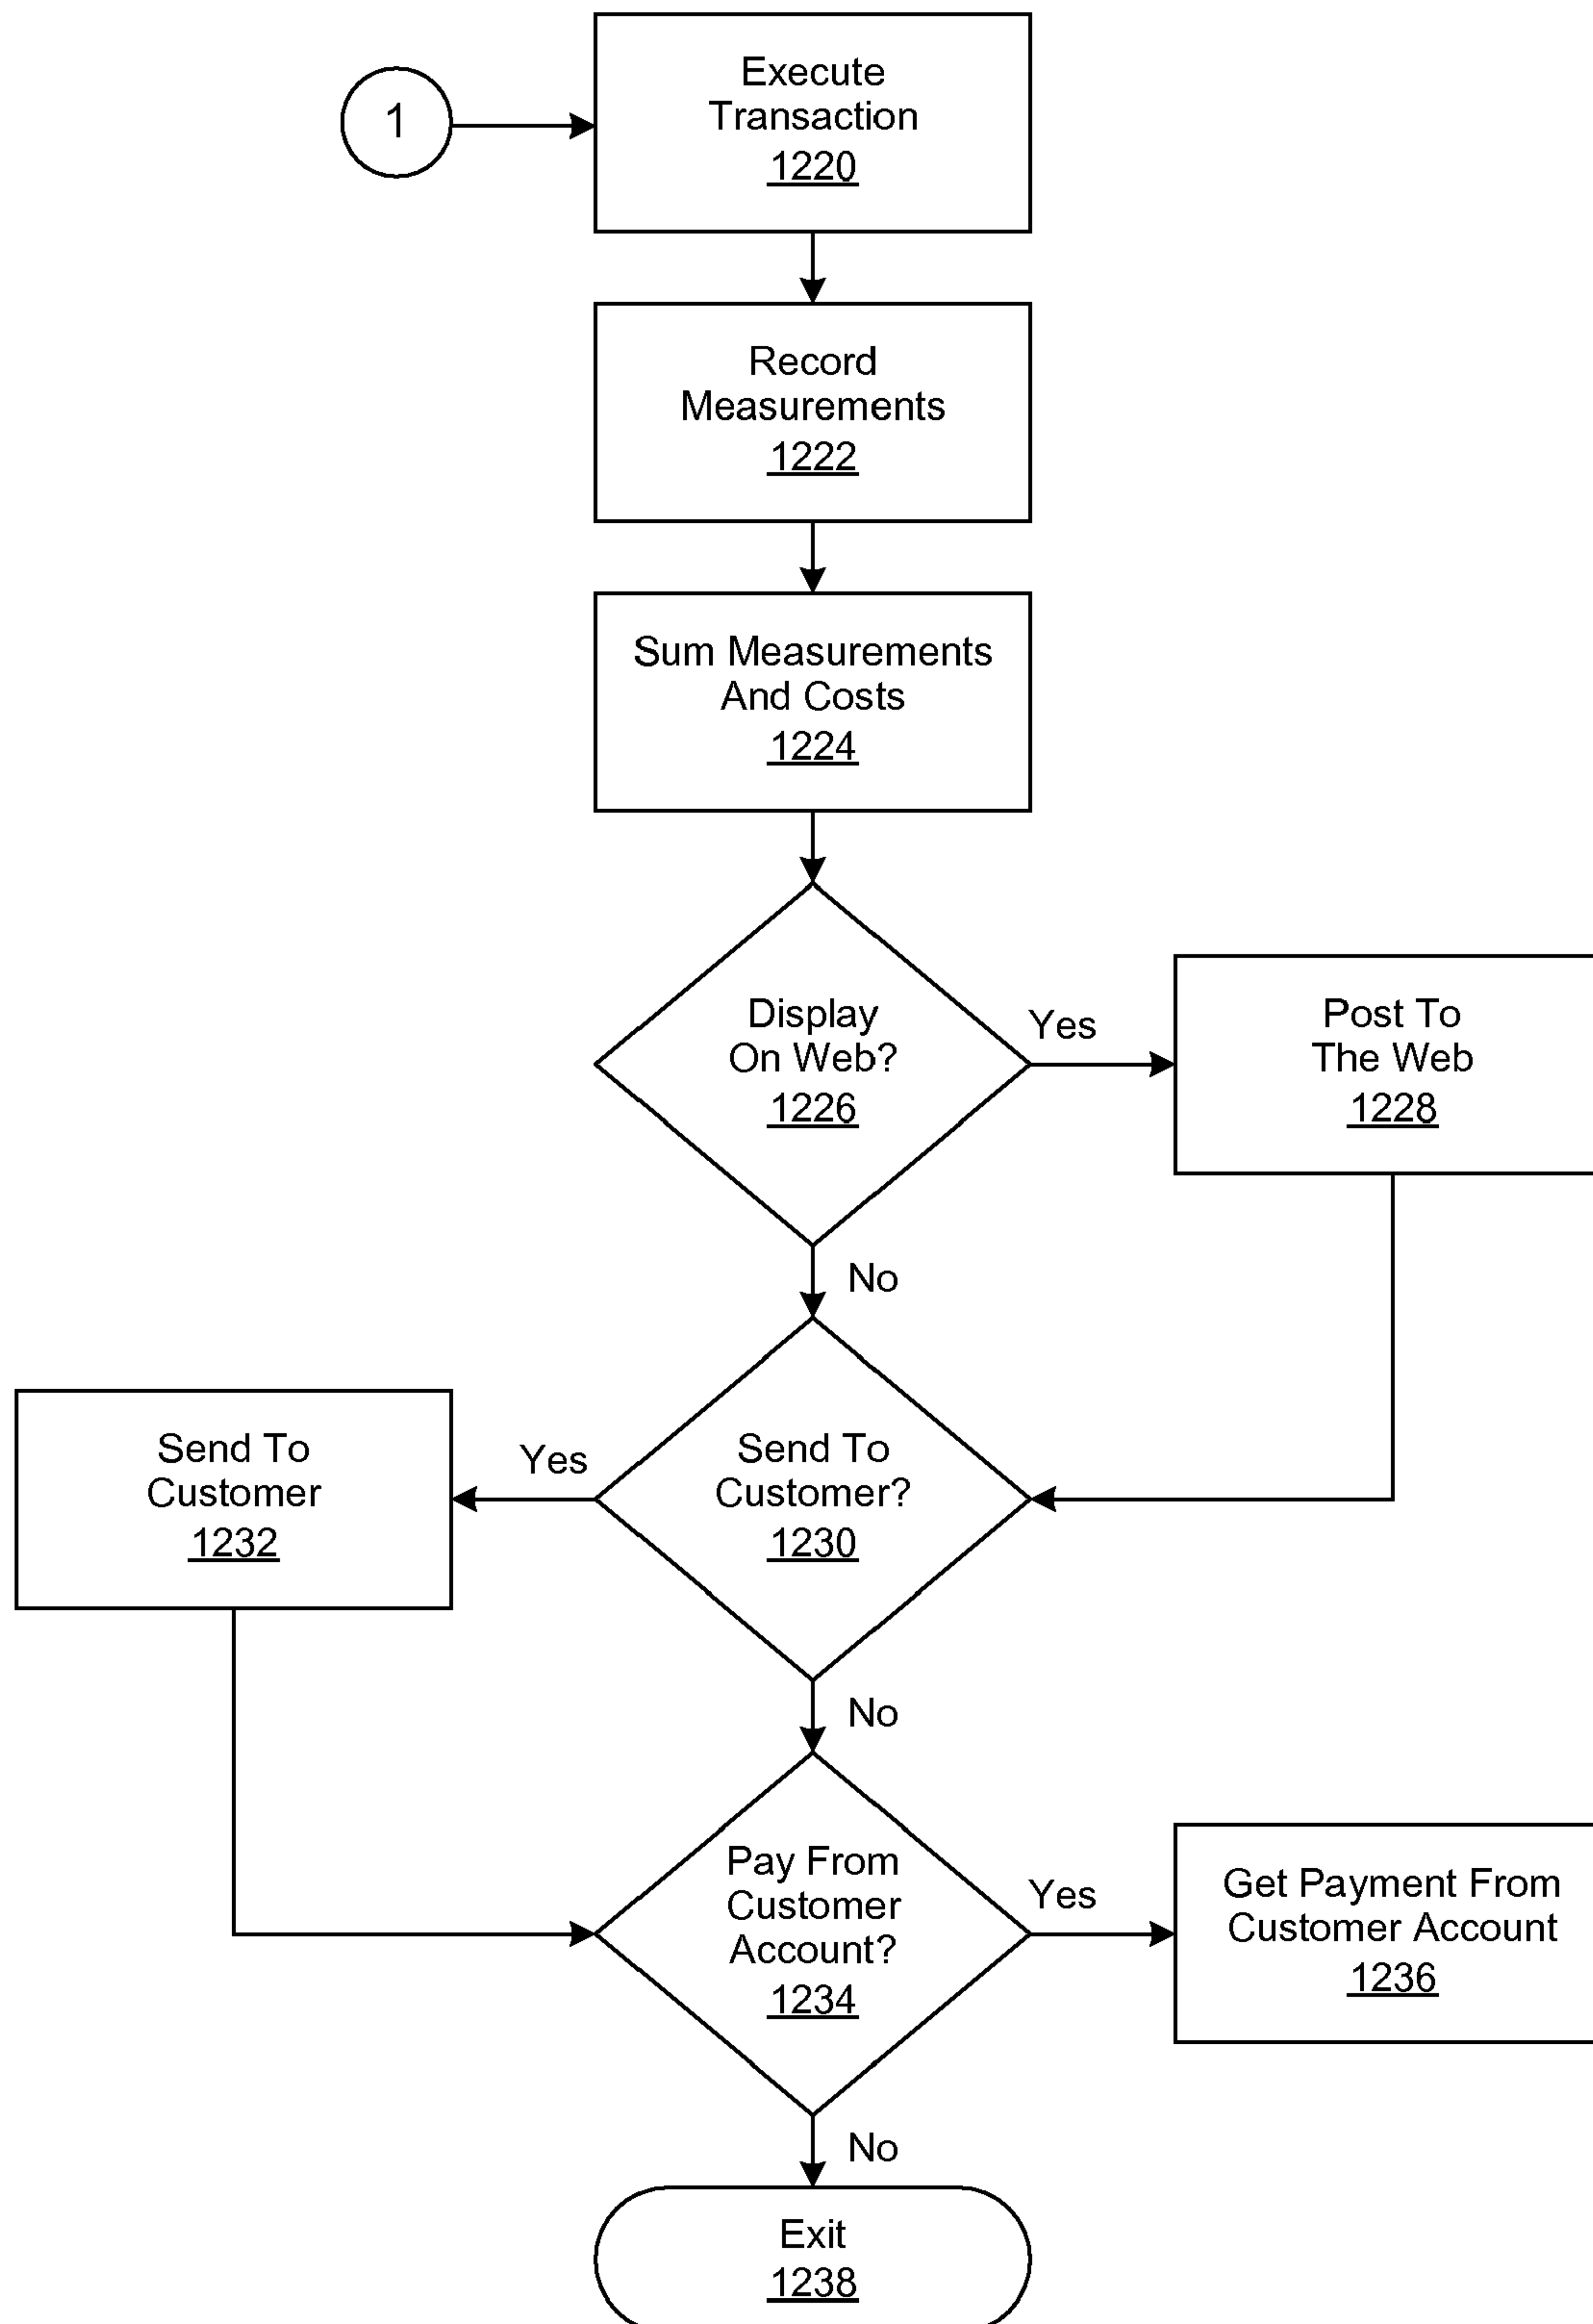 1
Execute
Transaction
1220
Record
Measurements
1222
Sum Measurements
And Costs
1224
Display
On Web?
1226
Yes
Post To
The Web
1228
No
Send To
Customer?
1230
Yes
Send To
Customer
1232
No
Pay From
Customer
Account?
1234
Yes
Get Payment From
Customer Account
1236
No
Exit
1238